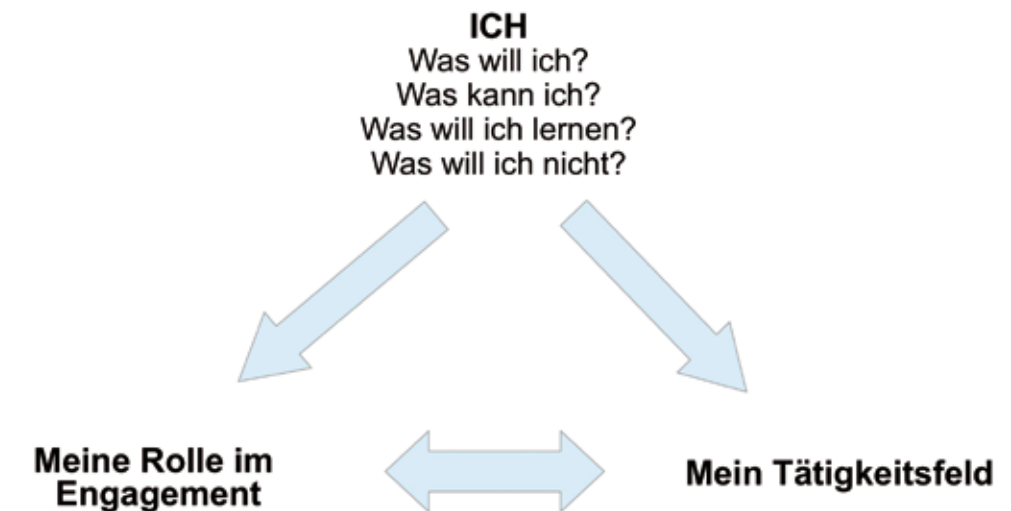 ICH
Was will ich?
Was kann ich?
Was will ich lernen?
Was will ich nicht?
Meine Rolle im
Engagement
Mein Tätigkeitsfeld